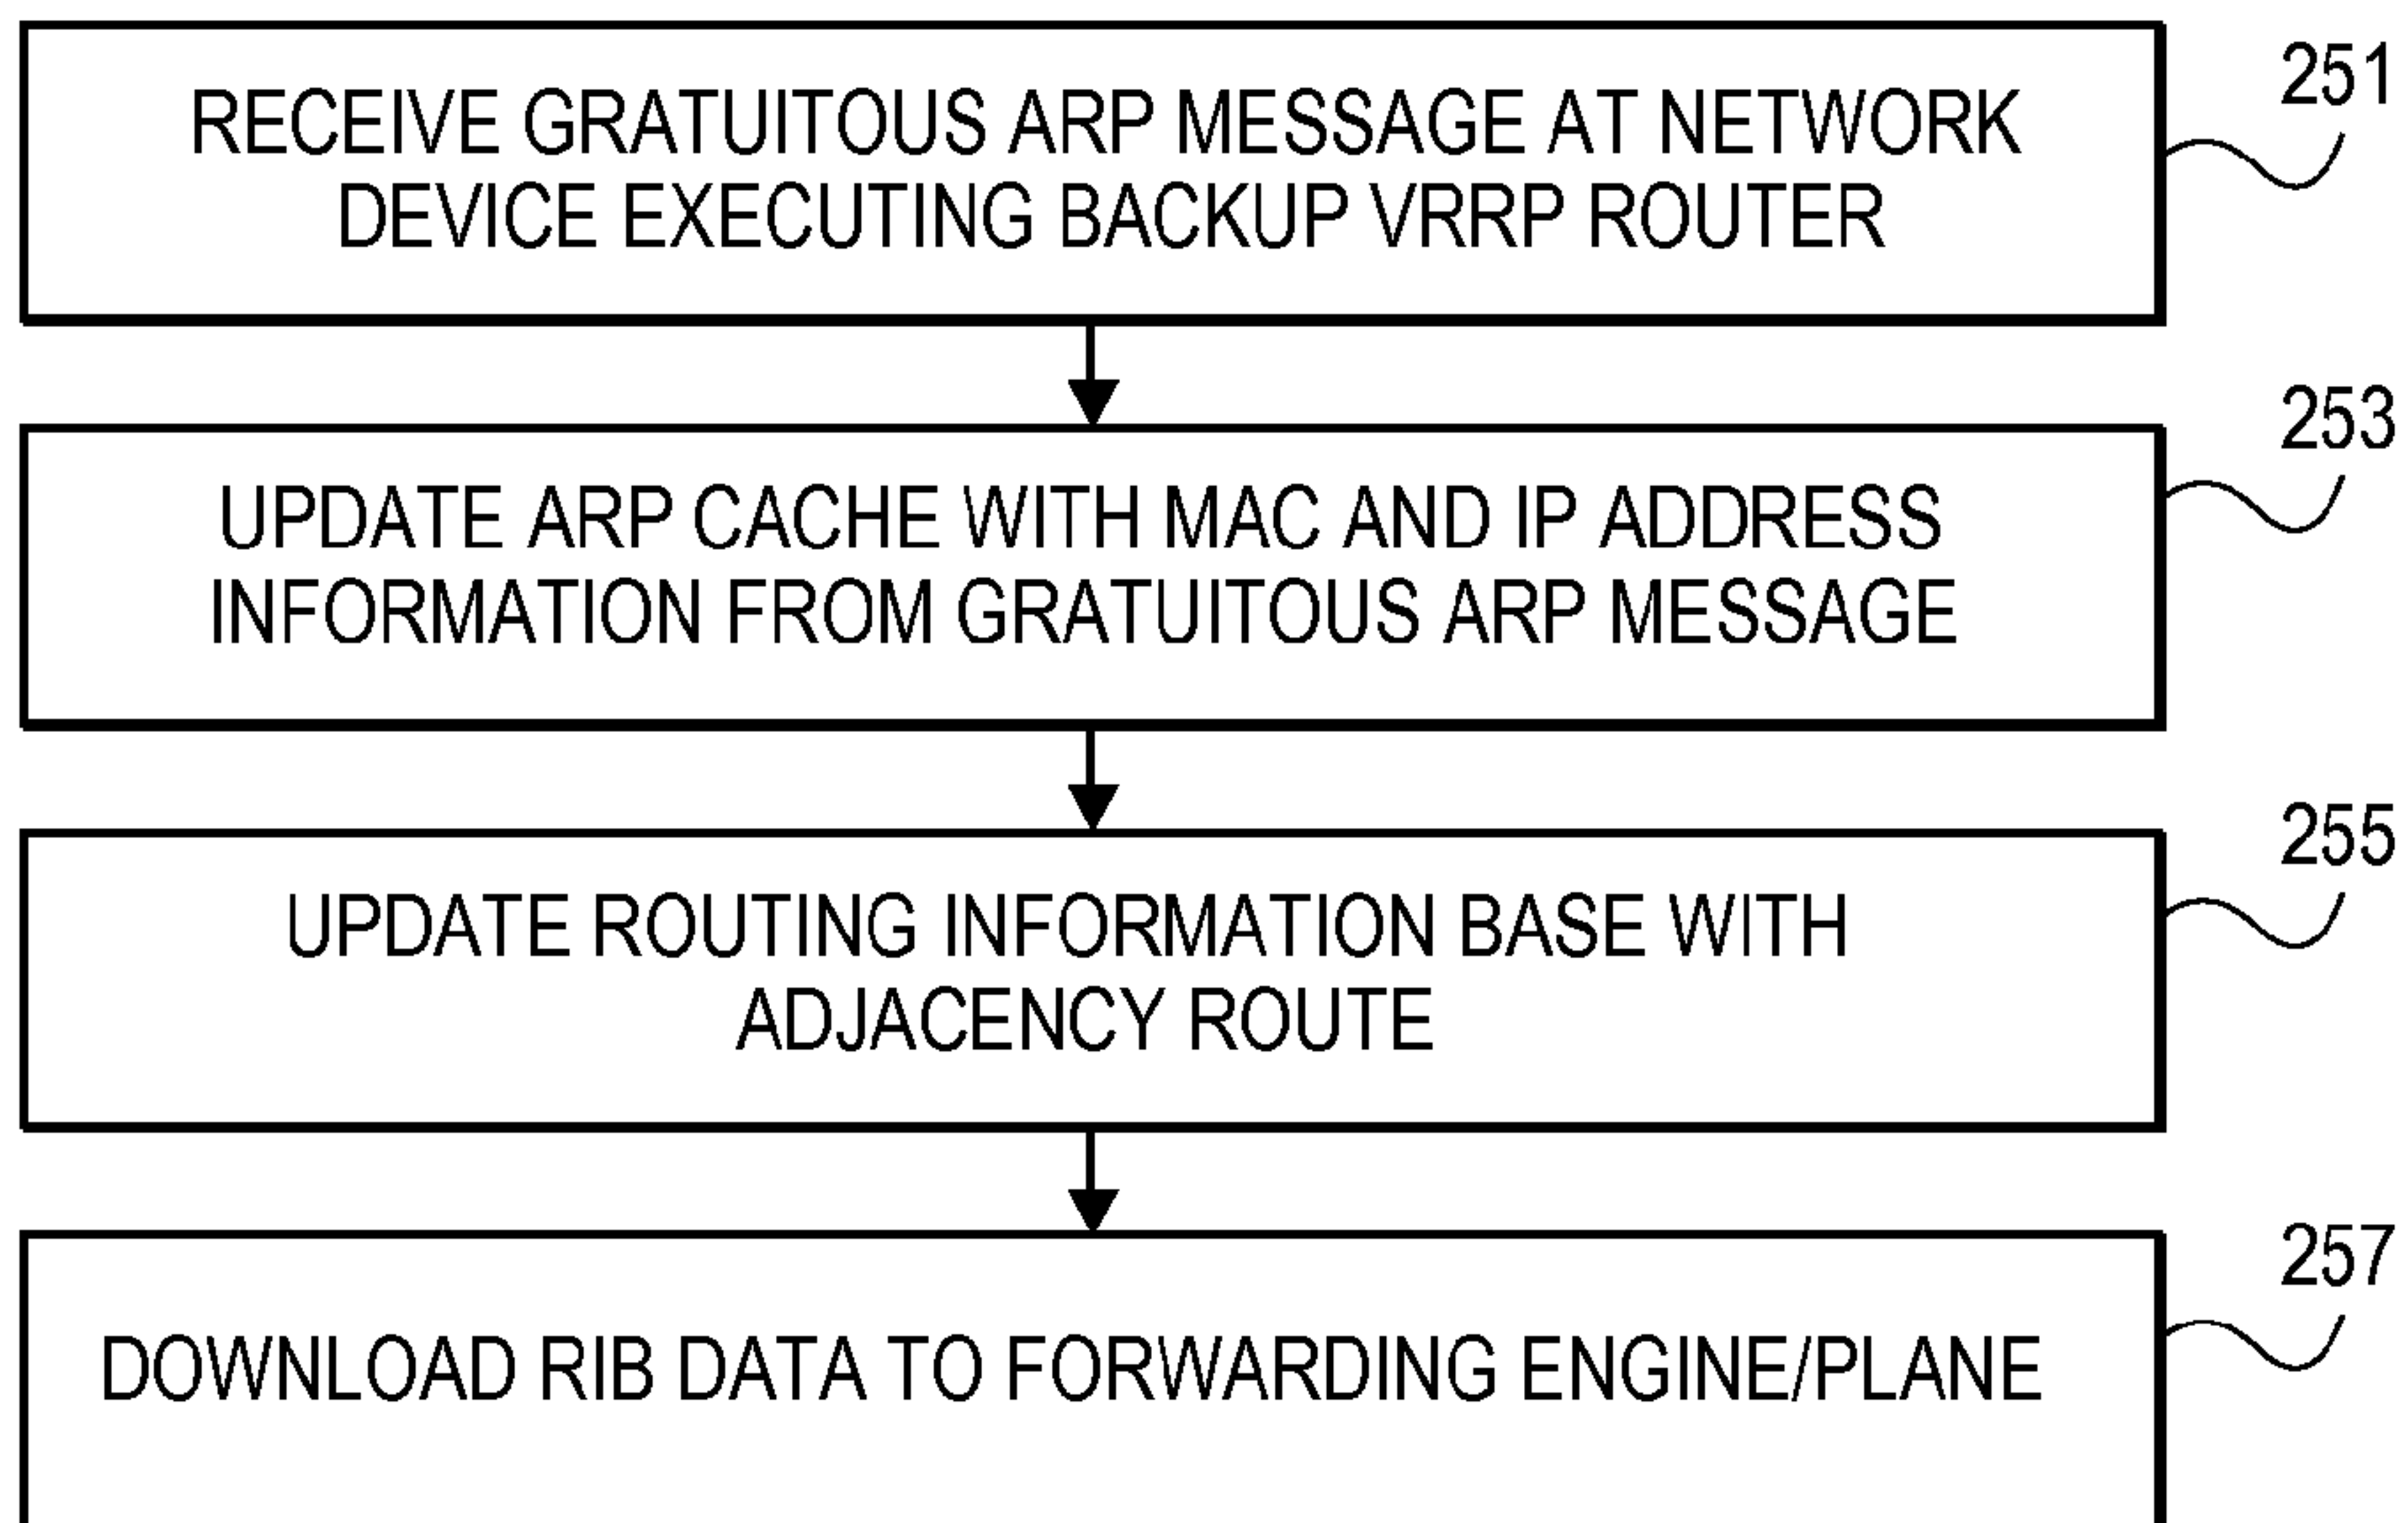 RECEIVE GRATUITOUS ARP MESSAGE AT NETWORK
DEVICE EXECUTING BACKUP VRRP ROUTER
251
UPDATE ARP CACHE WITH MAC AND IP ADDRESS
INFORMATION FROM GRATUITOUS ARP MESSAGE
253
UPDATE ROUTING INFORMATION BASE WITH
ADJACENCY ROUTE
255
DOWNLOAD RIB DATA TO FORWARDING ENGINE/PLANE
257